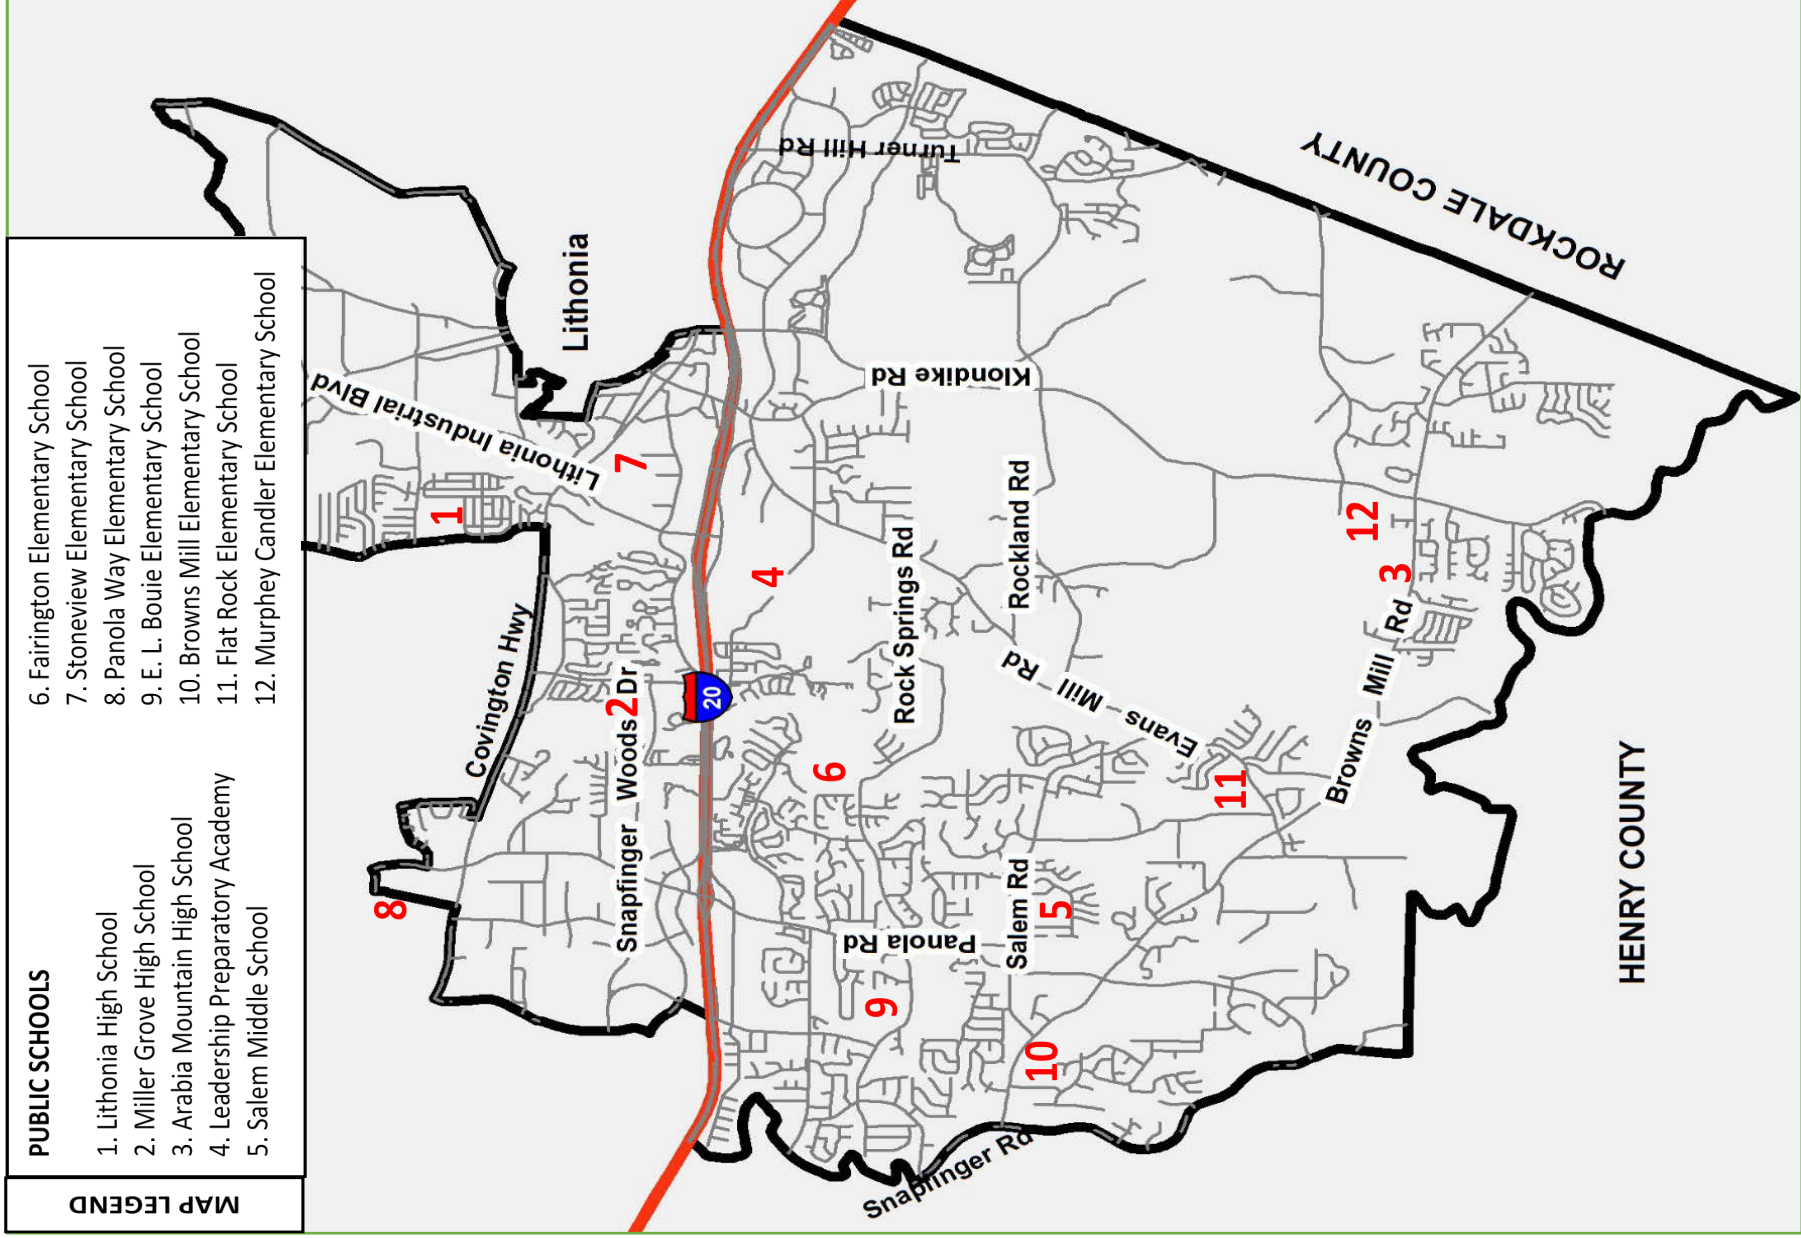 MAP LEGEND
PUBLIC SCHOOLS
1. Lithonia High School
2. Miller Grove High School
3. Arabia Mountain High School
4. Leadership Preparatory Academy
5. Salem Middle School
6. Fairington Elementary School
7. Stoneview Elementary School
8. Panola Way Elementary School
9. E. L. Bouie Elementary School
10. Browns Mill Elementary School
11. Flat Rock Elementary School
12. Murphey Candler Elementary School
Lithonia
Lithonia Industrial Blvd
Covington Hwy
Snapfinger Woods Dr
20
Turner Hill Rd
Klondike Rd
Rock Springs Rd
Rockland Rd
Evans Mill Rd
Panola Rd
Salem Rd
Browns Mill Rd
Snapfinger Rd
ROCKDALE COUNTY
HENRY COUNTY
1
2
3
4
5
6
7
8
9
10
11
12